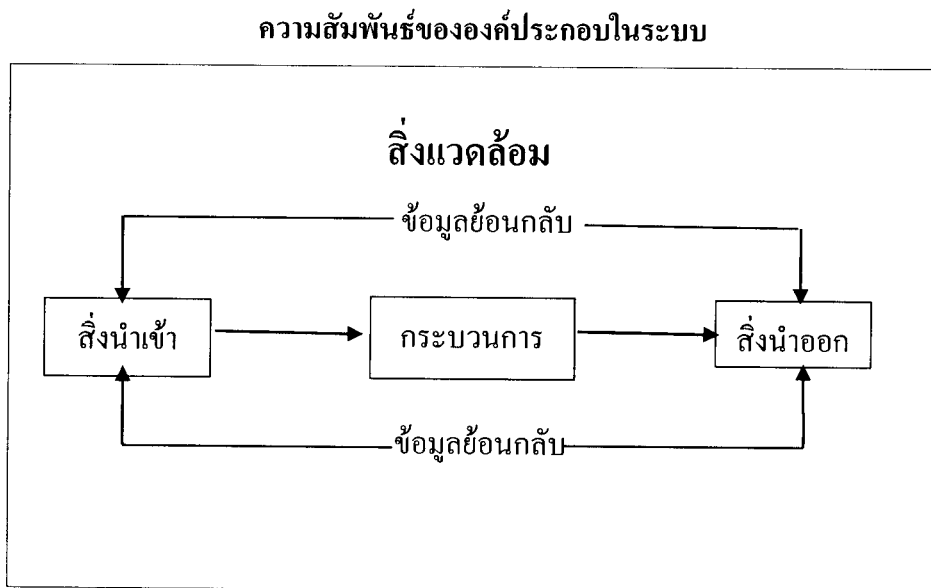 ความสัมพันธ์ขององค์ประกอบในระบบ
สิ่งแวดล้อม
ข้อมูลย้อนกลับ
สิ่งนำเข้า
กระบวนการ
สิ่งนำออก
ข้อมูลย้อนกลับ